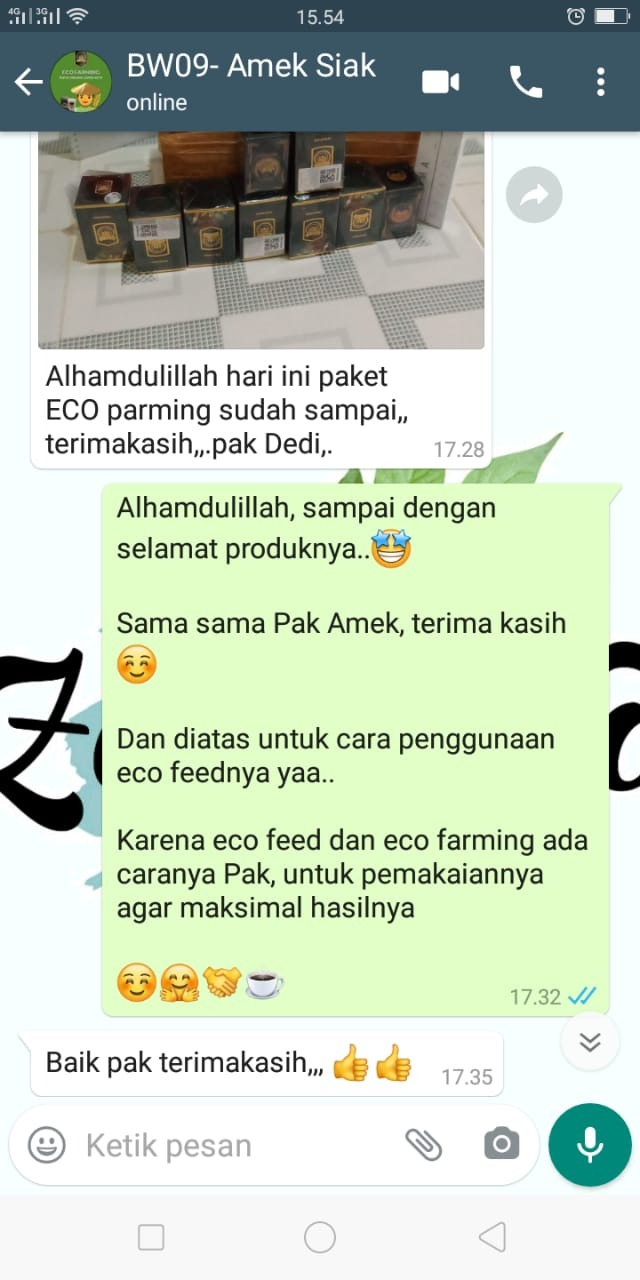 4G 3G 15.54
BW09- Amek Siak
online
Alhamdulillah hari ini paket
ECO parming sudah sampai,,
terimakasih,,.pak Dedi,.
17.28
Alhamdulillah, sampai dengan
selamat produknya..🤩
Sama sama Pak Amek, terima kasih
☺️
Dan diatas untuk cara penggunaan
eco feednya yaa..
Karena eco feed dan eco farming ada
caranya Pak, untuk pemakaiannya
agar maksimal hasilnya
☺️🤗🤝☕
17.32
Baik pak terimakasih,,, 👍👍
17.35
Ketik pesan